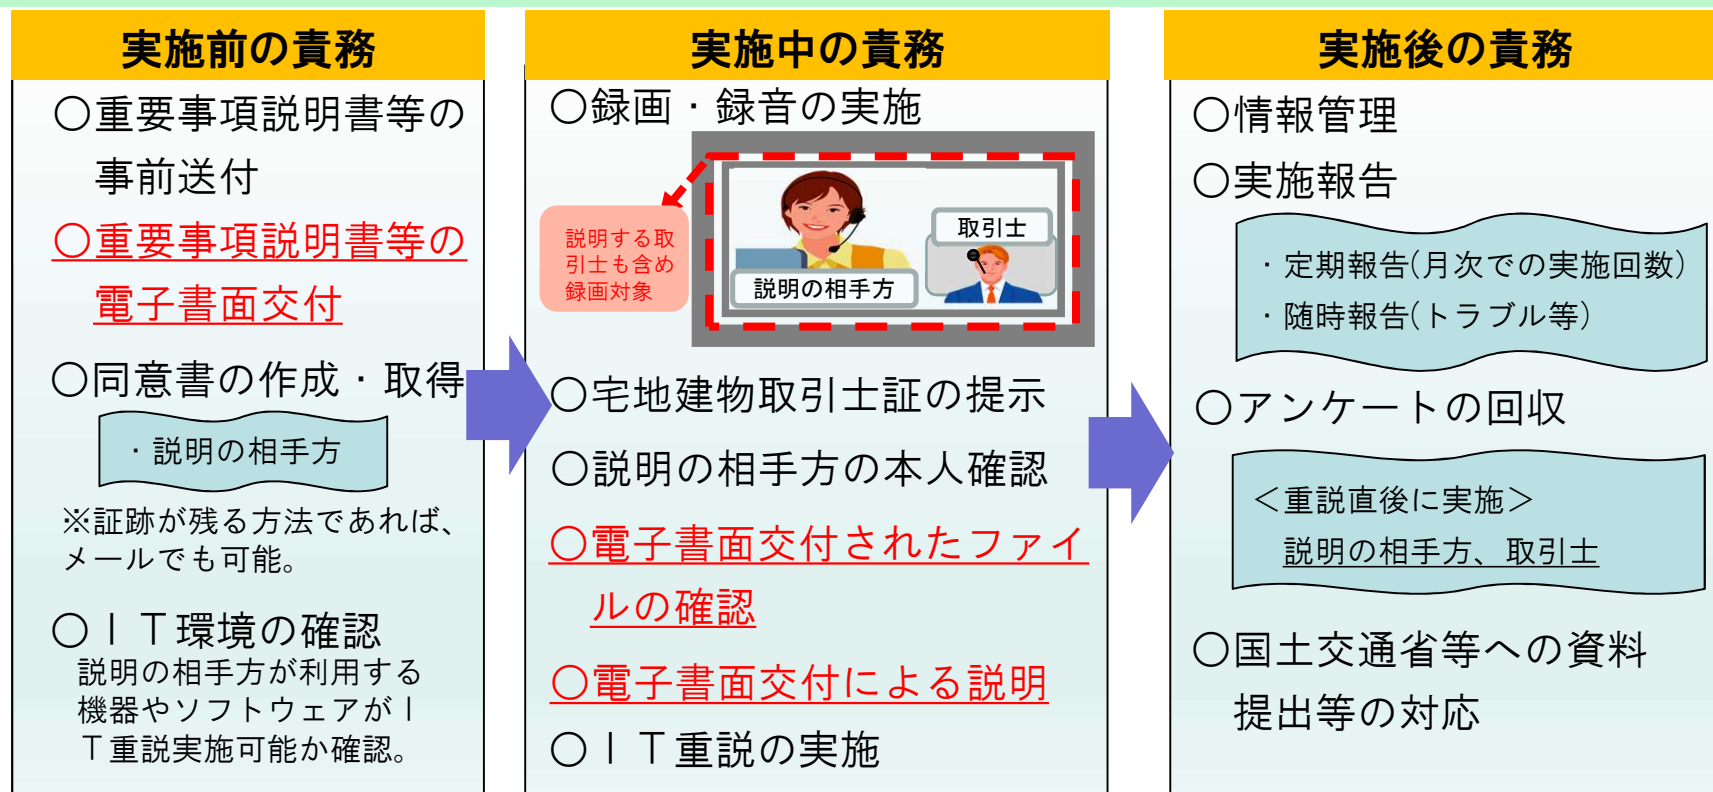 実施前の責務
○重要事項説明書等の
事前送付
○重要事項説明書等の
電子書面交付
○同意書の作成・取得
・説明の相手方
※証跡が残る方法であれば、
メールでも可能。
○ＩＴ環境の確認
説明の相手方が利用する
機器やソフトウェアがＩ
Ｔ重説実施可能か確認。
実施中の責務
○録画・録音の実施
説明する取
引士も含め
録画対象
取引士
説明の相手方
○宅地建物取引士証の提示
○説明の相手方の本人確認
○電子書面交付されたファイ
ルの確認
○電子書面交付による説明
○ＩＴ重説の実施
実施後の責務
○情報管理
○実施報告
・定期報告(月次での実施回数)
・随時報告(トラブル等)
○アンケートの回収
＜重説直後に実施＞
説明の相手方、取引士
○国土交通省等への資料
提出等の対応